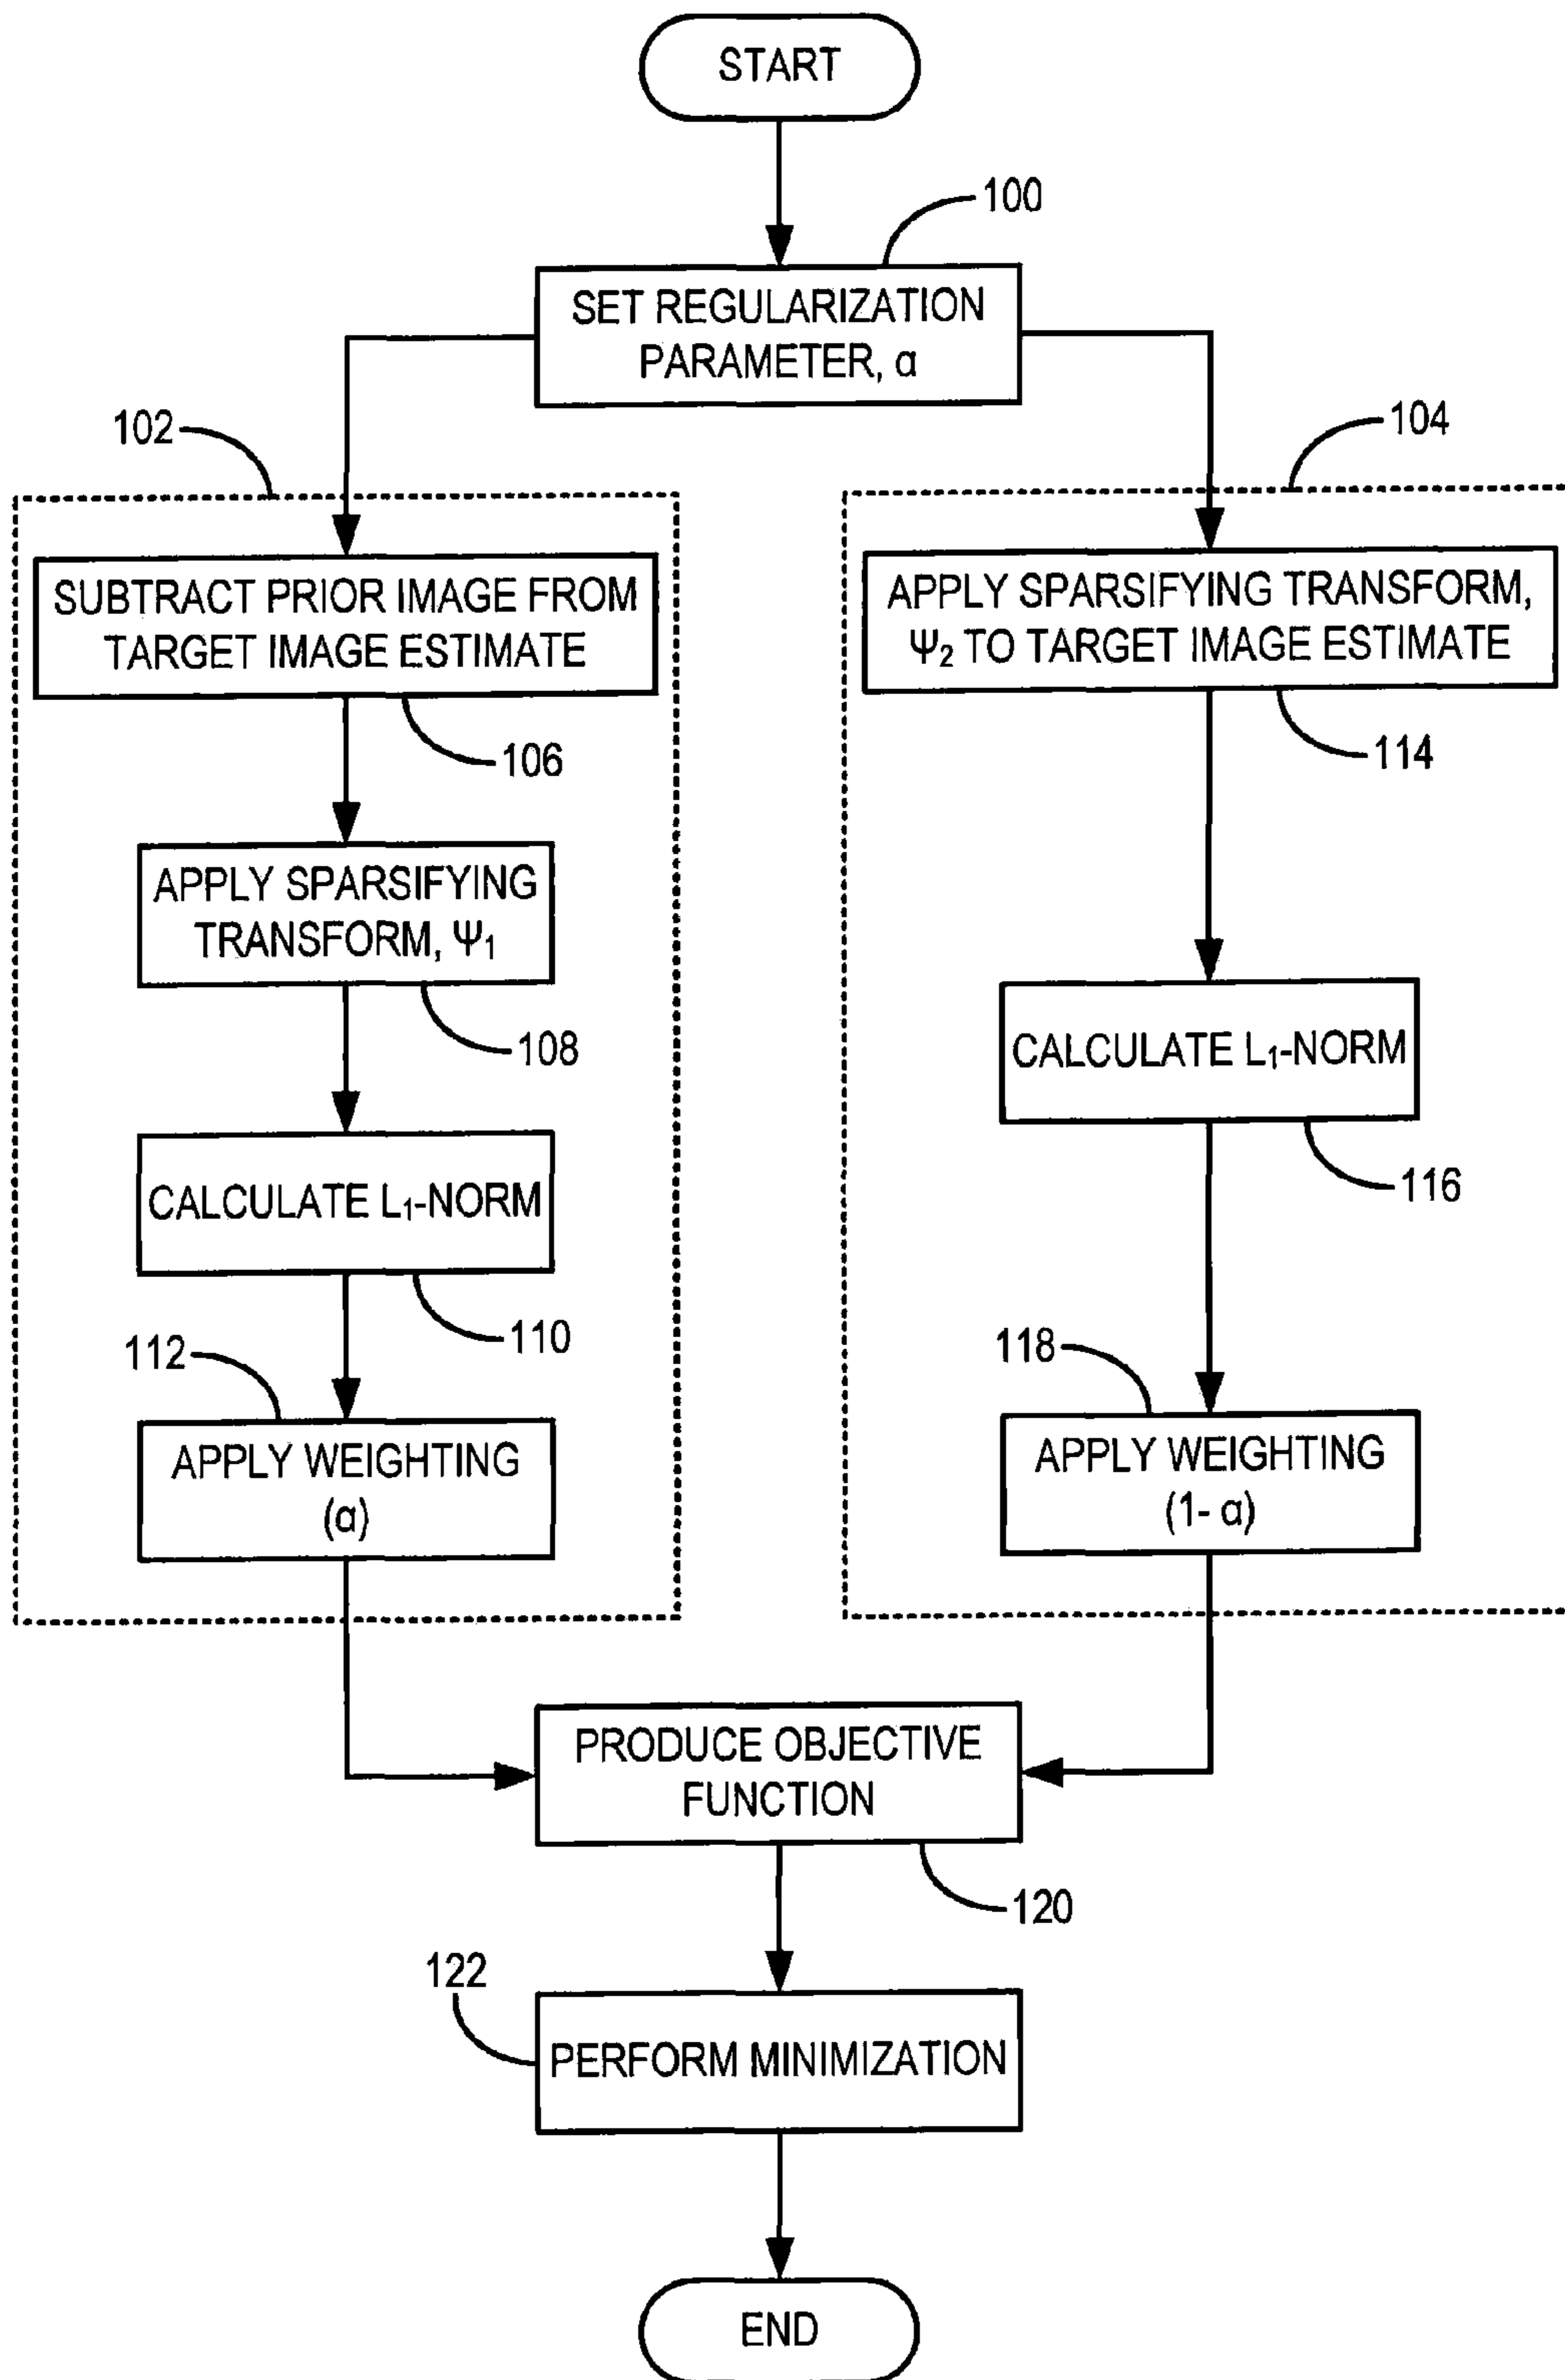 START
100
SET REGULARIZATION
PARAMETER, α
102
104
SUBTRACT PRIOR IMAGE FROM
TARGET IMAGE ESTIMATE
106
APPLY SPARSIFYING
TRANSFORM, Ψ₁
108
CALCULATE L₁-NORM
110
112
APPLY WEIGHTING
(α)
APPLY SPARSIFYING TRANSFORM,
Ψ₂ TO TARGET IMAGE ESTIMATE
114
CALCULATE L₁-NORM
116
118
APPLY WEIGHTING
(1- α)
PRODUCE OBJECTIVE
FUNCTION
120
122
PERFORM MINIMIZATION
END